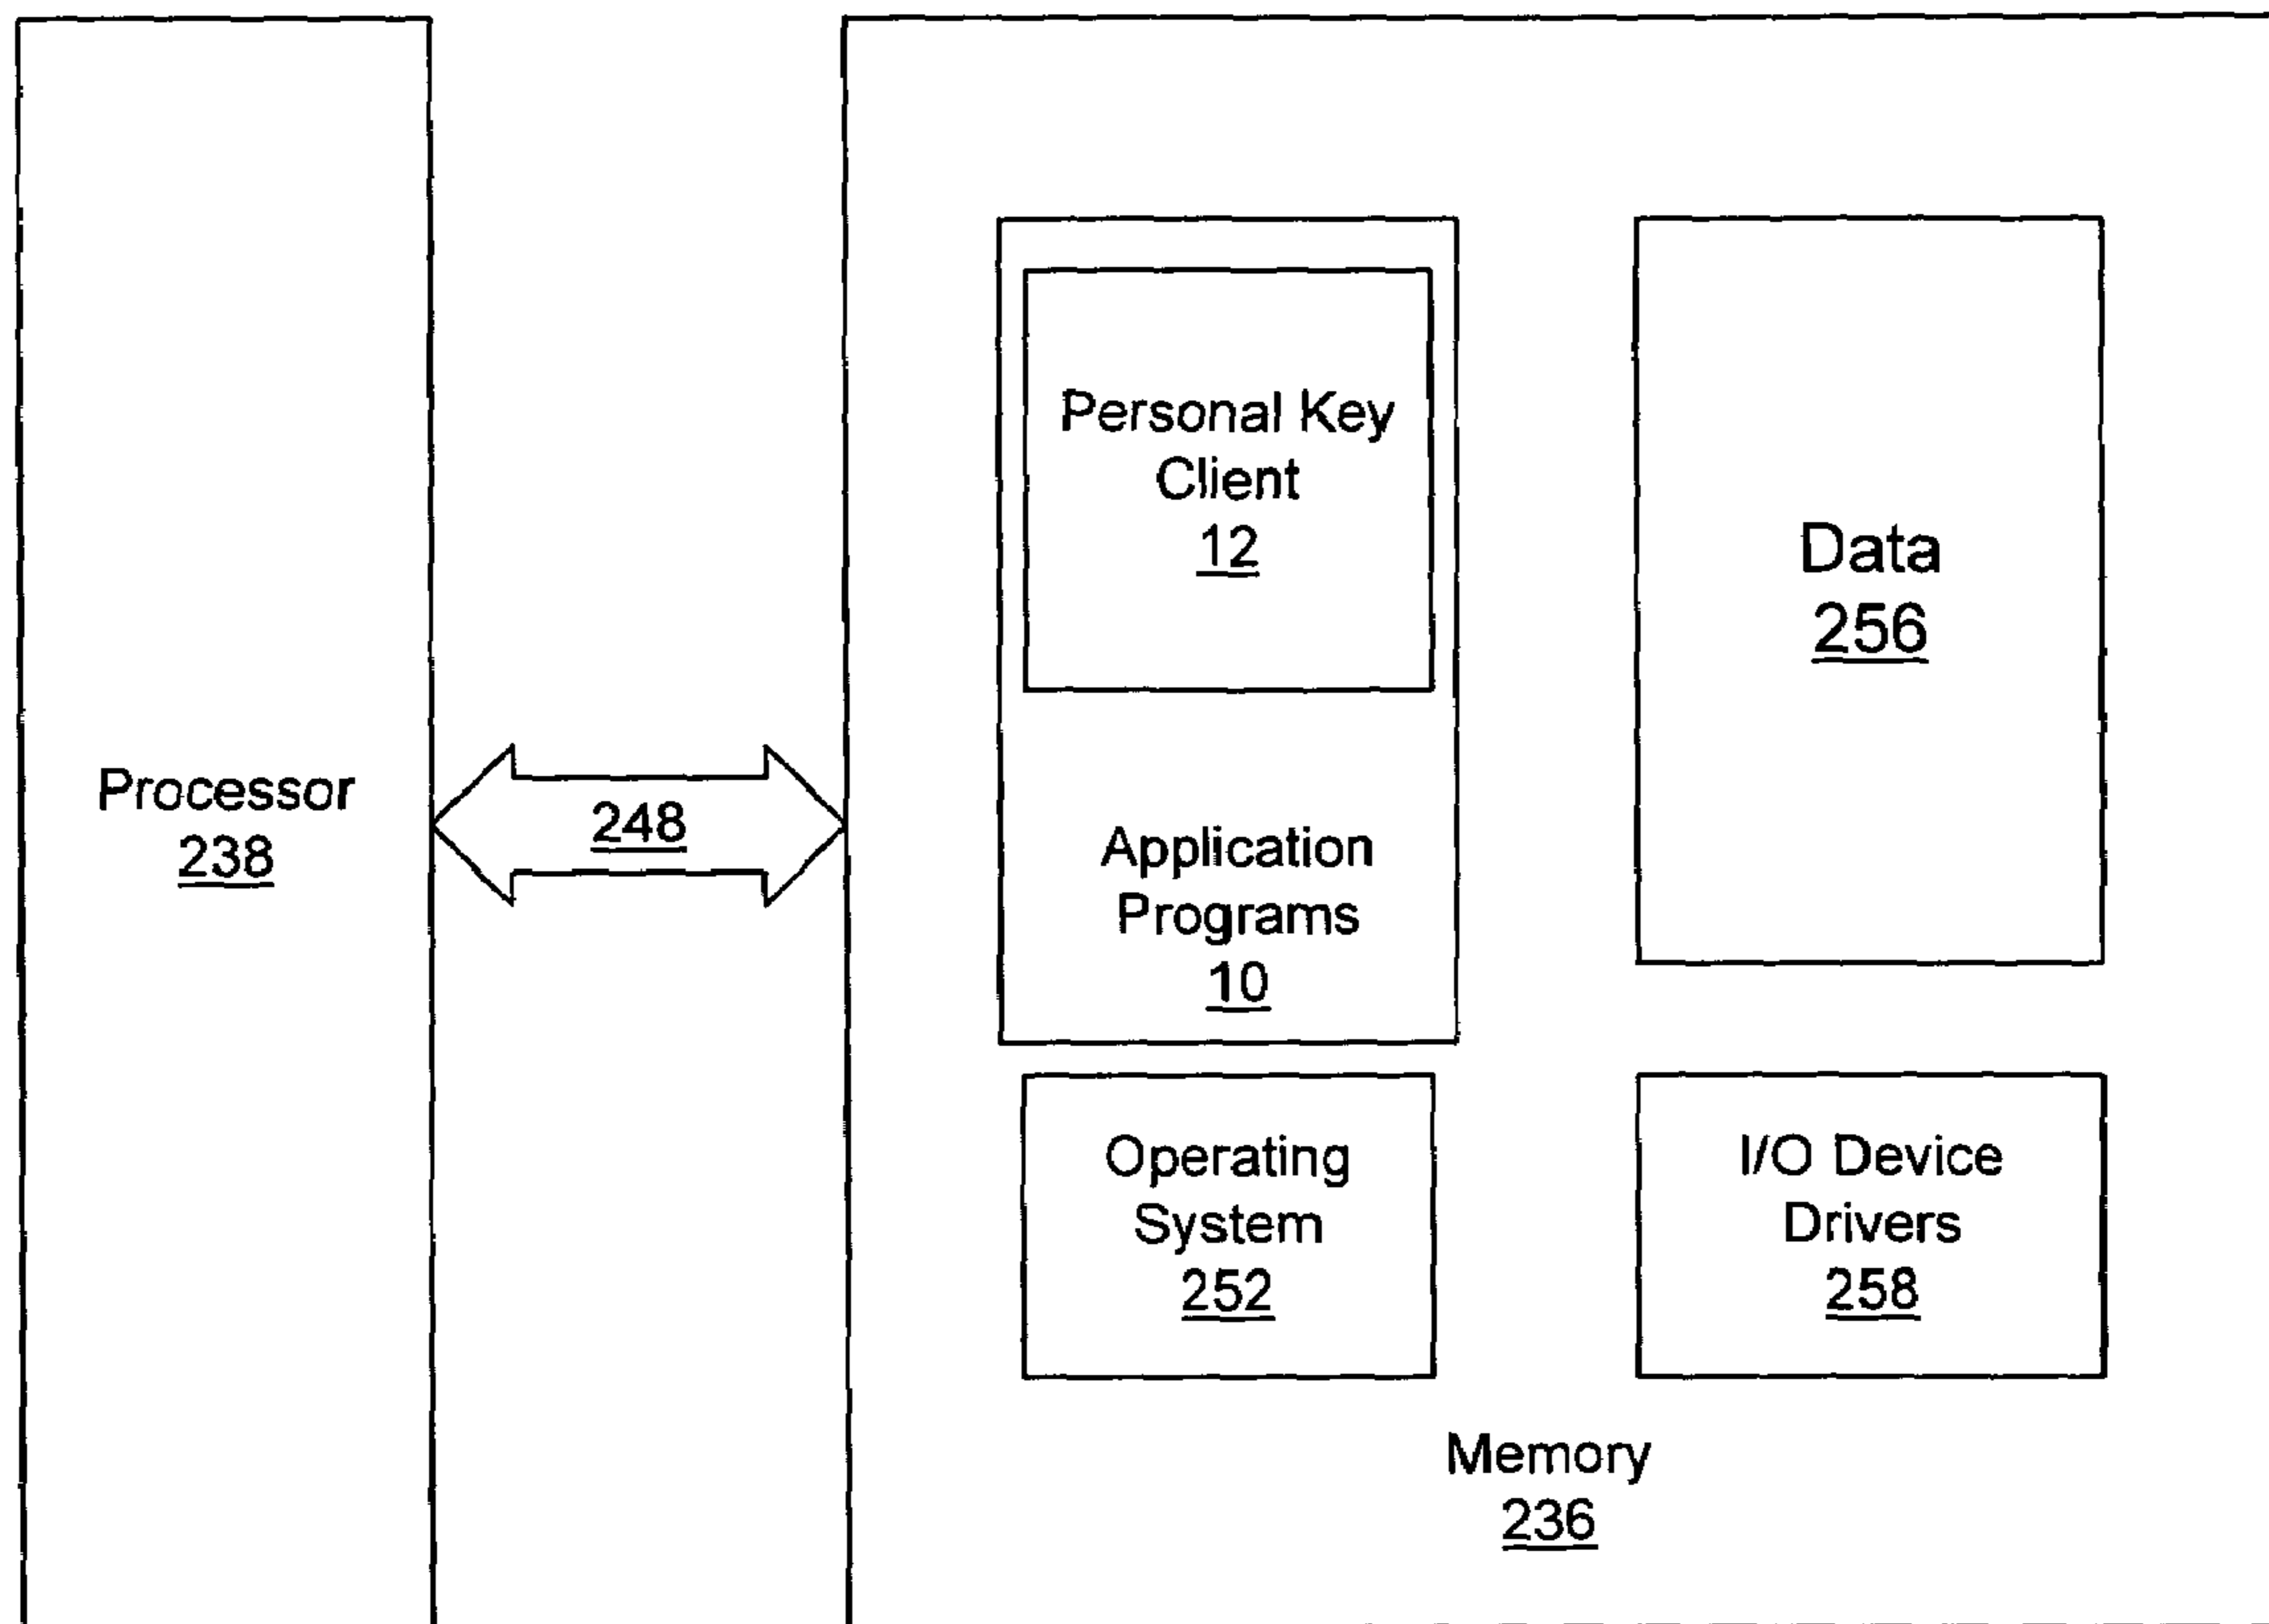 Processor
238
248
Personal Key
Client
12
Application
Programs
10
Data
256
Operating
System
252
I/O Device
Drivers
258
Memory
236